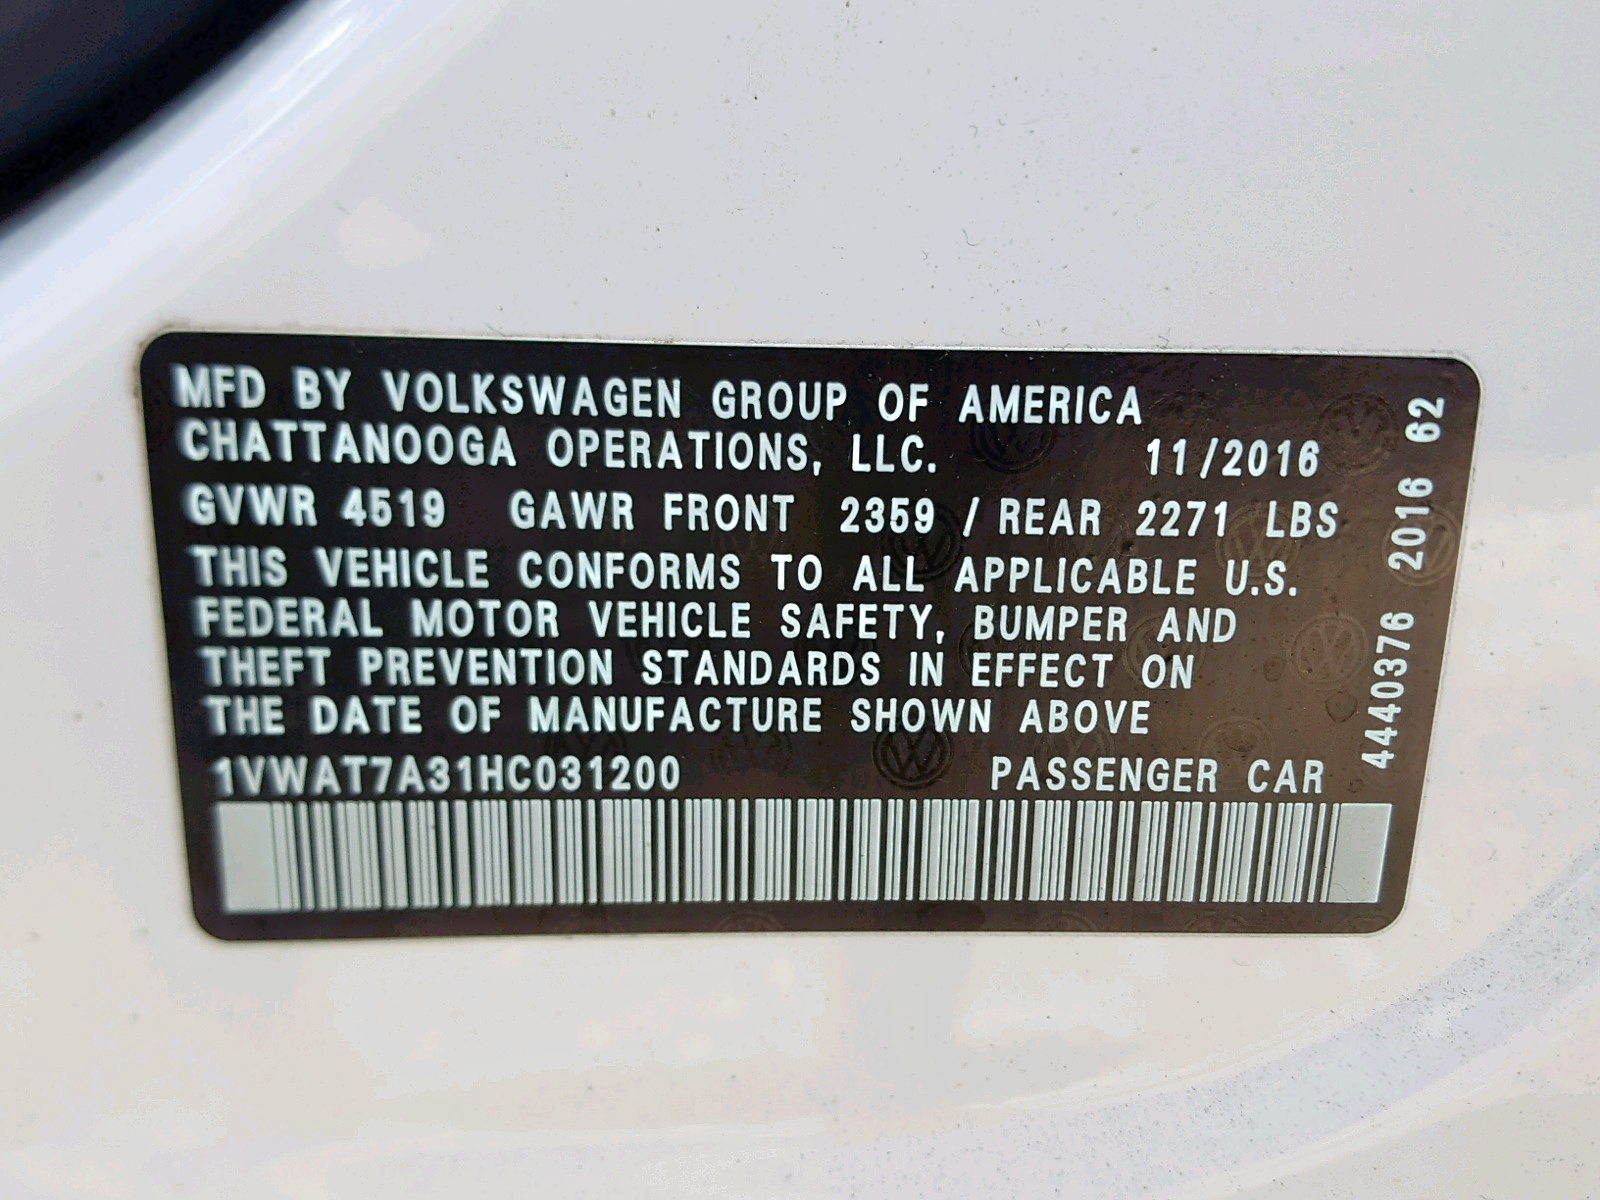 MFD BY VOLKSWAGEN GROUP OF AMERICA
CHATTANOOGA OPERATIONS, LLC. 11/2016
GVWR 4519 GAWR FRONT 2359 / REAR 2271 LBS
THIS VEHICLE CONFORMS TO ALL APPLICABLE U.S.
FEDERAL MOTOR VEHICLE SAFETY, BUMPER AND
THEFT PREVENTION STANDARDS IN EFFECT ON
THE DATE OF MANUFACTURE SHOWN ABOVE
1VWAT7A31HC031200 PASSENGER CAR
4440376 2016 62